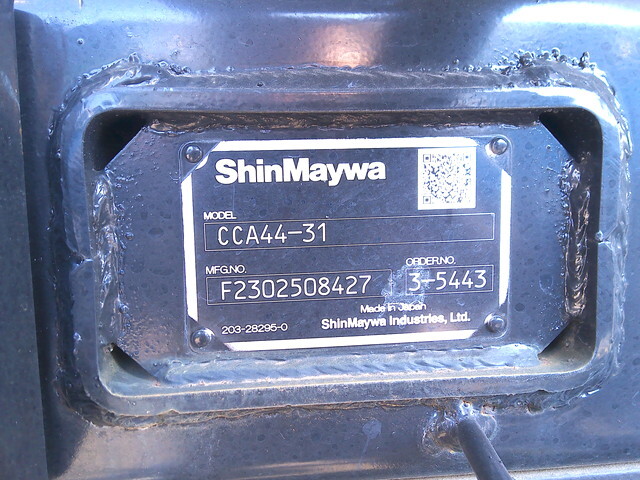 ShinMaywa
MODEL
CCA44-31
MFG.NO. ORDER.NO.
F2302508427 3-5443
Made in Japan
203-28295-0 ShinMaywa Industries, Ltd.